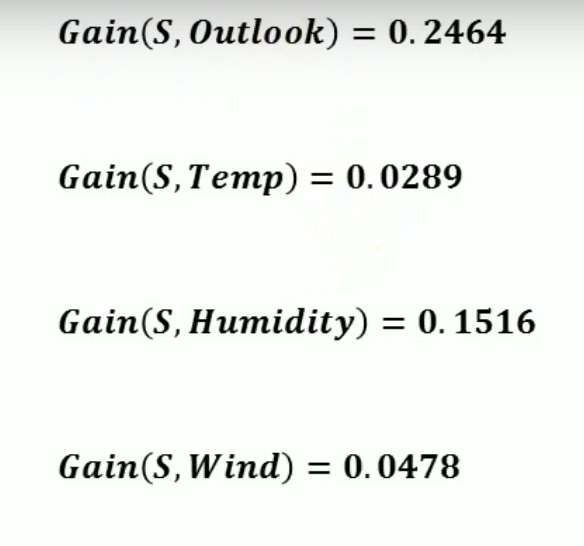 Gain(S, Outlook) = 0.2464
Gain(S, Temp) = 0.0289
Gain(S, Humidity) = 0.1516
Gain(S, Wind) = 0.0478